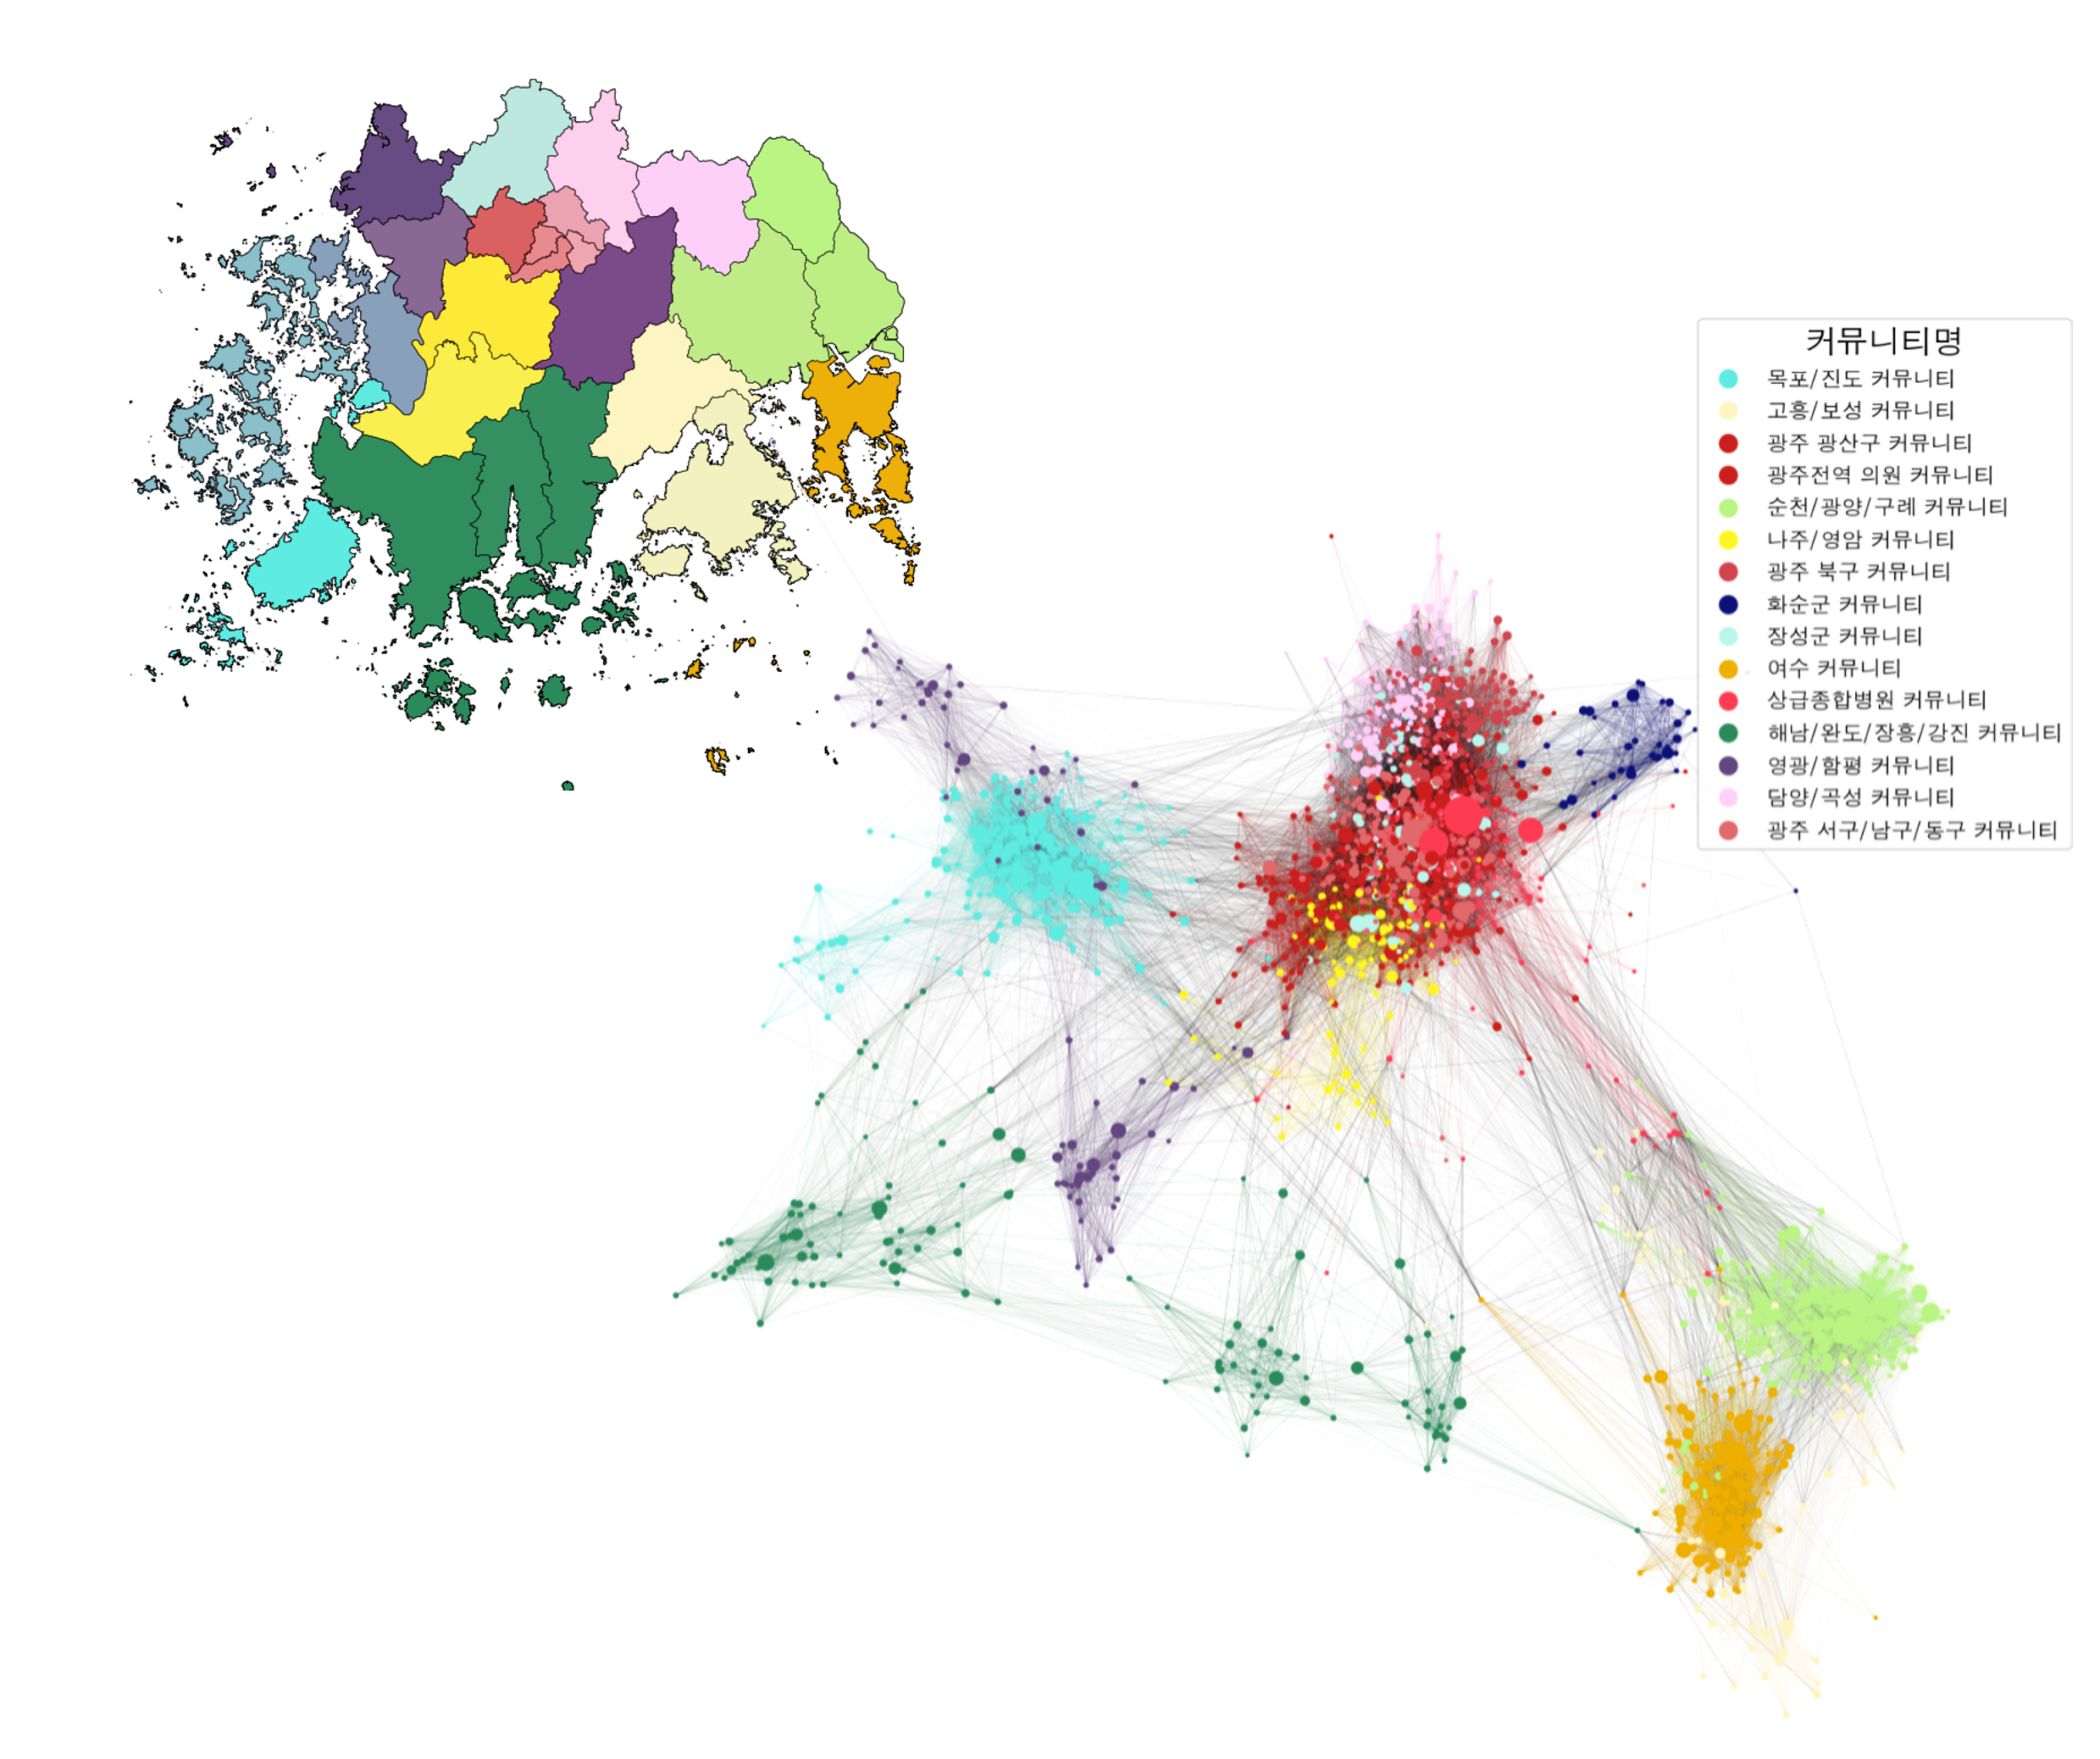 커뮤니티명
목포/진도 커뮤니티
고흥/보성 커뮤니티
광주 광산구 커뮤니티
광주전역 의원 커뮤니티
순천/광양/구례 커뮤니티
나주/영암 커뮤니티
광주 북구 커뮤니티
화순군 커뮤니티
장성군 커뮤니티
여수 커뮤니티
상급종합병원 커뮤니티
해남/완도/장흥/강진 커뮤니티
영광/함평 커뮤니티
담양/곡성 커뮤니티
광주 서구/남구/동구 커뮤니티